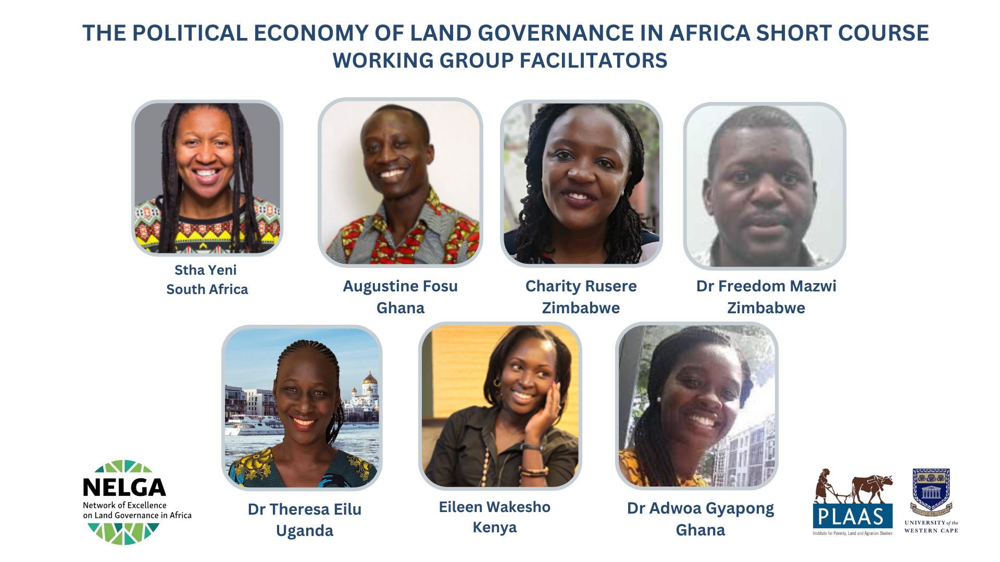 THE POLITICAL ECONOMY OF LAND GOVERNANCE IN AFRICA SHORT COURSE
WORKING GROUP FACILITATORS
Stha Yeni
South Africa
Augustine Fosu
Ghana
Charity Rusere
Zimbabwe
Dr Freedom Mazwi
Zimbabwe
Dr Theresa Eilu
Uganda
Eileen Wakesho
Kenya
Dr Adwoa Gyapong
Ghana
NELGA
Network of Excellence
on Land Governance in Africa
PLAAS
Institute for Poverty, Land and Agrarian Studies
RESPICE PROSPICE
UNIVERSITY of the
WESTERN CAPE